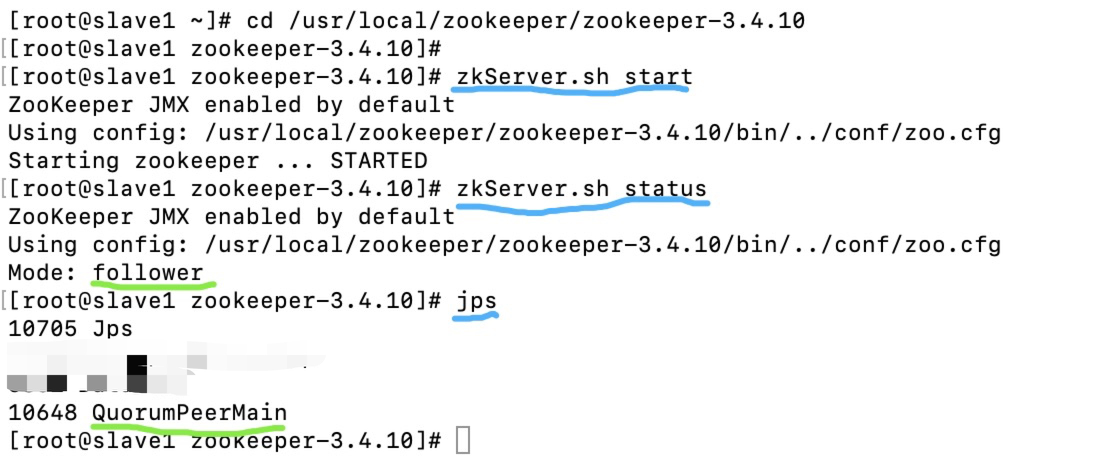 [root@slave1 ~]# cd /usr/local/zookeeper/zookeeper-3.4.10
[[root@slave1 zookeeper-3.4.10]#
[[root@slave1 zookeeper-3.4.10]# zkServer.sh start
ZooKeeper JMX enabled by default
Using config: /usr/local/zookeeper/zookeeper-3.4.10/bin/../conf/zoo.cfg
Starting zookeeper ... STARTED
[[root@slave1 zookeeper-3.4.10]# zkServer.sh status
ZooKeeper JMX enabled by default
Using config: /usr/local/zookeeper/zookeeper-3.4.10/bin/../conf/zoo.cfg
Mode: follower
[[root@slave1 zookeeper-3.4.10]# jps
10705 Jps
10648 QuorumPeerMain
[root@slave1 zookeeper-3.4.10]#